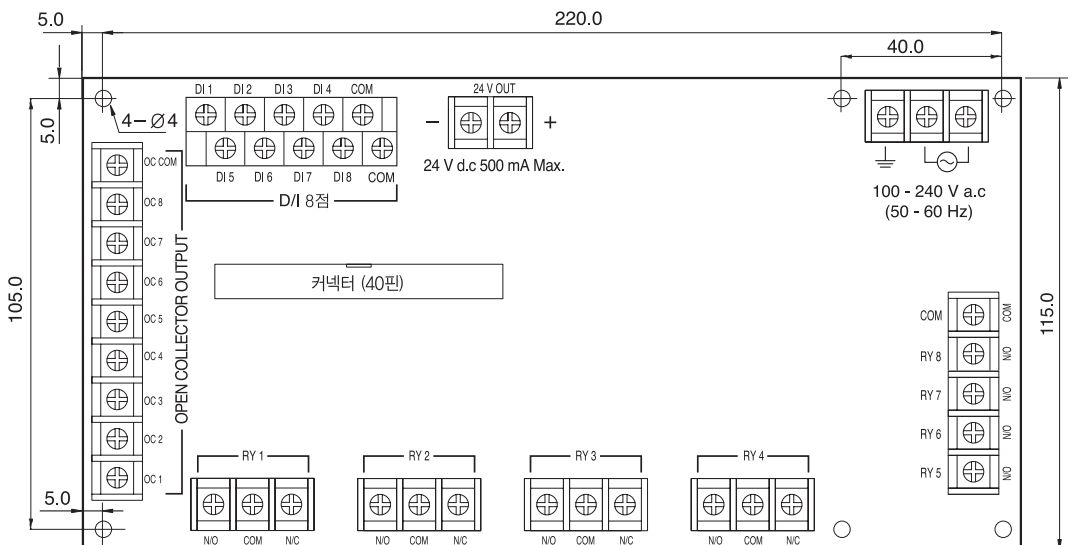 5.0
220.0
40.0
5.0
105.0
5.0
115.0
4-Ø4
DI 1 DI 2 DI 3 DI 4 COM
DI 5 DI 6 DI 7 DI 8 COM
D/I 8점
24 V OUT
− +
24 V d.c 500 mA Max.
100 - 240 V a.c
(50 - 60 Hz)
OC COM
OC 8
OC 7
OC 6
OC 5
OC 4
OC 3
OC 2
OC 1
OPEN COLLECTOR OUTPUT
커넥터 (40핀)
COM COM
RY 8 N/O
RY 7 N/O
RY 6 N/O
RY 5 N/O
RY 1 RY 2 RY 3 RY 4
N/O COM N/C N/O COM N/C N/O COM N/C N/O COM N/C